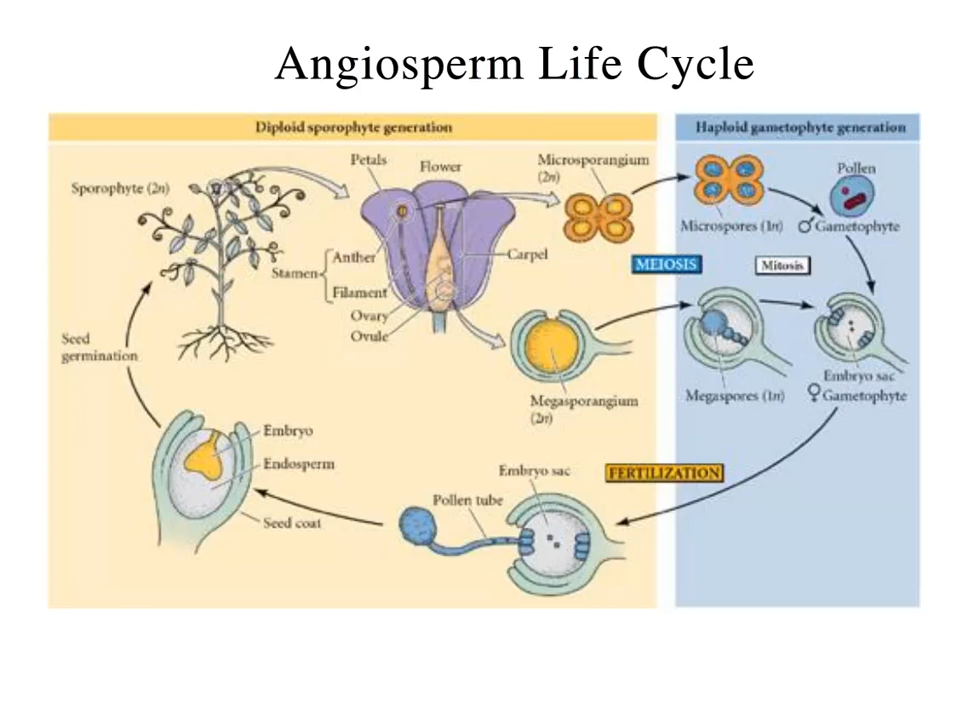 Angiosperm Life Cycle
Diploid sporophyte generation
Haploid gametophyte generation
Sporophyte (2n)
Petals
Flower
Microsporangium
(2n)
Microspores (1n)
Pollen
♂ Gametophyte
Stamen
Anther
Filament
Ovary
Ovule
Carpel
MEIOSIS
Mitosis
Seed
germination
Megasporangium
(2n)
Megaspores (1n)
Embryo sac
♀ Gametophyte
Embryo
Endosperm
Seed coat
Embryo sac
Pollen tube
FERTILIZATION